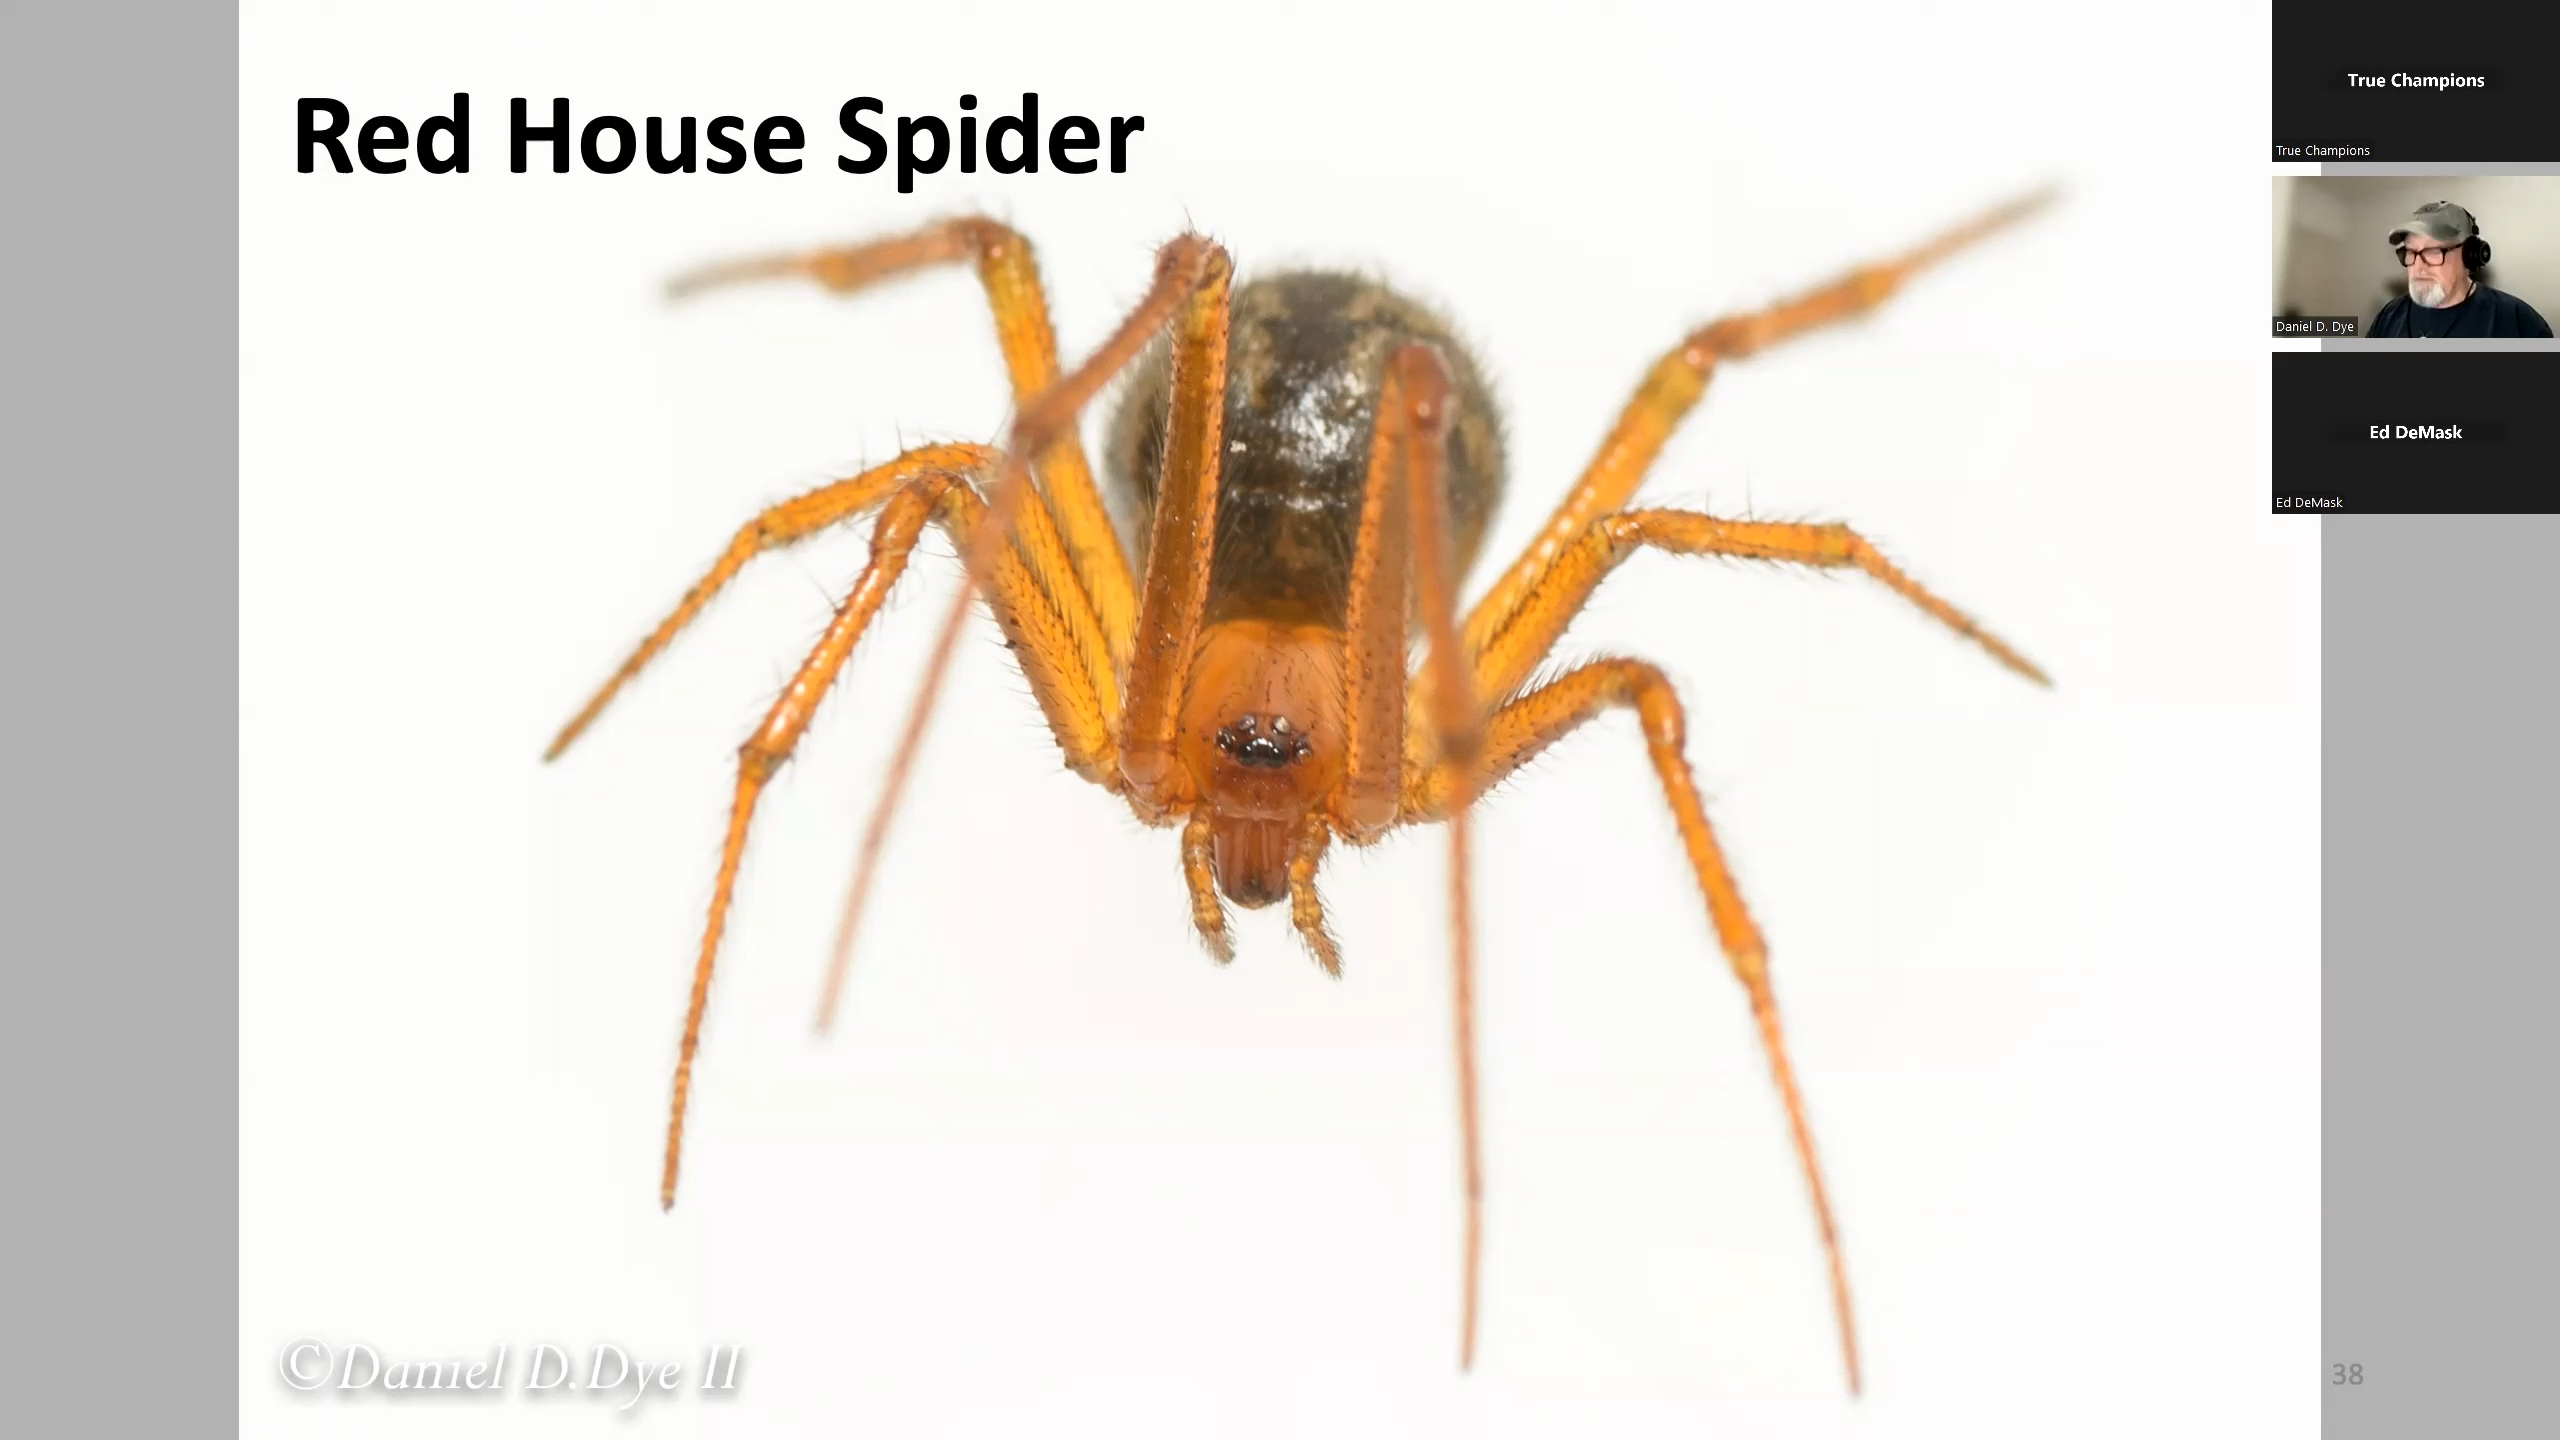 Red House Spider
True Champions
True Champions
Daniel D. Dye
Ed DeMask
Ed DeMask
©Daniel D.Dye II
38